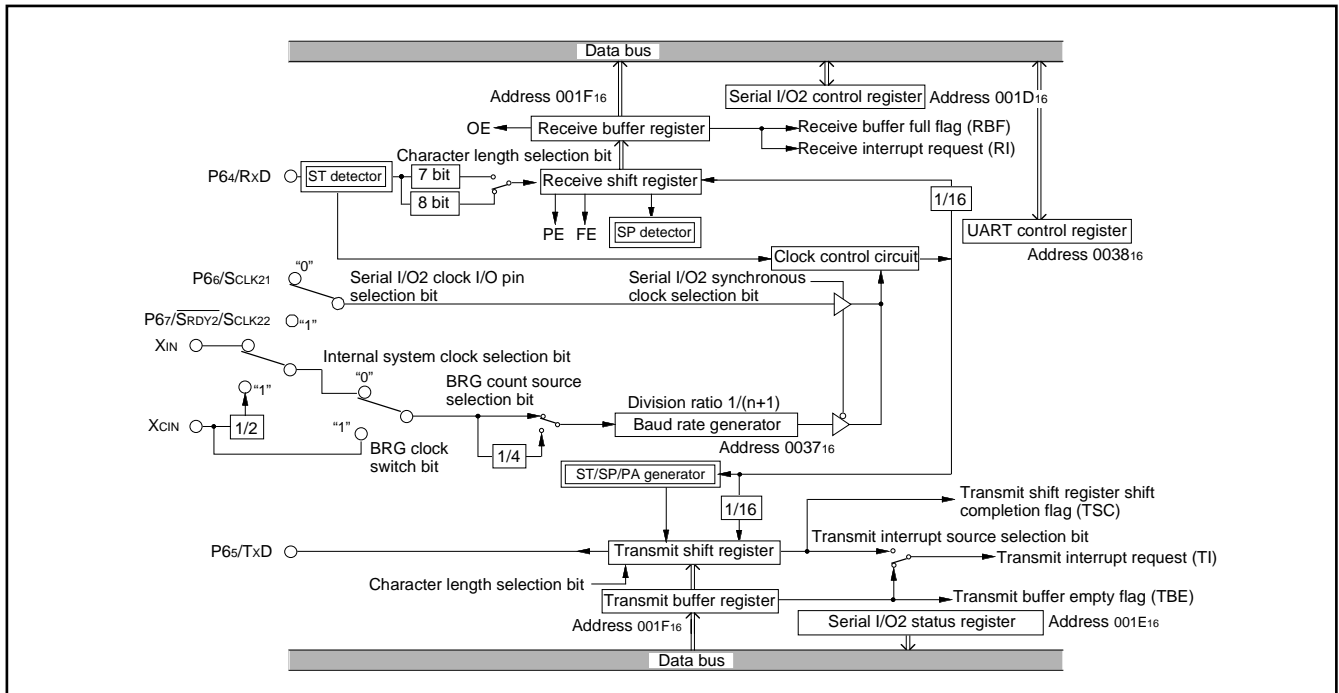 Data bus
Address 001F16
Serial I/O2 control register
Address 001D16
OE
Receive buffer register
Receive buffer full flag (RBF)
Receive interrupt request (RI)
Character length selection bit
P64/RXD
ST detector
7 bit
8 bit
Receive shift register
1/16
PE
FE
SP detector
UART control register
Address 003816
Clock control circuit
P66/SCLK21
“0”
Serial I/O2 clock I/O pin
selection bit
Serial I/O2 synchronous
clock selection bit
P67/SRDY2/SCLK22
“1”
XIN
Internal system clock selection bit
“0”
BRG count source
selection bit
“1”
Division ratio 1/(n+1)
XCIN
1/2
“1”
BRG clock
switch bit
1/4
Baud rate generator
Address 003716
ST/SP/PA generator
1/16
Transmit shift register shift
completion flag (TSC)
Transmit interrupt source selection bit
P65/TXD
Transmit shift register
Transmit interrupt request (TI)
Character length selection bit
Transmit buffer register
Transmit buffer empty flag (TBE)
Address 001F16
Serial I/O2 status register
Address 001E16
Data bus